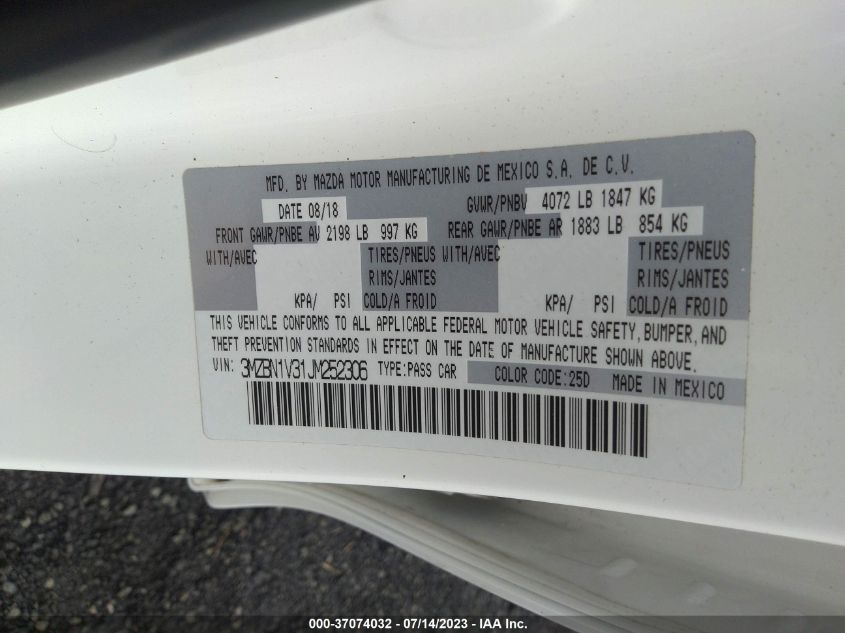 MFD. BY MAZDA MOTOR MANUFACTURING DE MEXICO S.A. DE C.V.
DATE 08/18 GVWR/PNBV 4072 LB 1847 KG
FRONT GAWR/PNBE AV 2198 LB 997 KG REAR GAWR/PNBE AR 1883 LB 854 KG
WITH/AVEC TIRES/PNEUS WITH/AVEC TIRES/PNEUS
RIMS/JANTES RIMS/JANTES
KPA/ PSI COLD/A FROID KPA/ PSI COLD/A FROID
THIS VEHICLE CONFORMS TO ALL APPLICABLE FEDERAL MOTOR VEHICLE SAFETY, BUMPER, AND
THEFT PREVENTION STANDARDS IN EFFECT ON THE DATE OF MANUFACTURE SHOWN ABOVE.
VIN: 3MZBN1V31JM252306 TYPE:PASS CAR COLOR CODE:25D MADE IN MEXICO
000-37074032 - 07/14/2023 - IAA Inc.